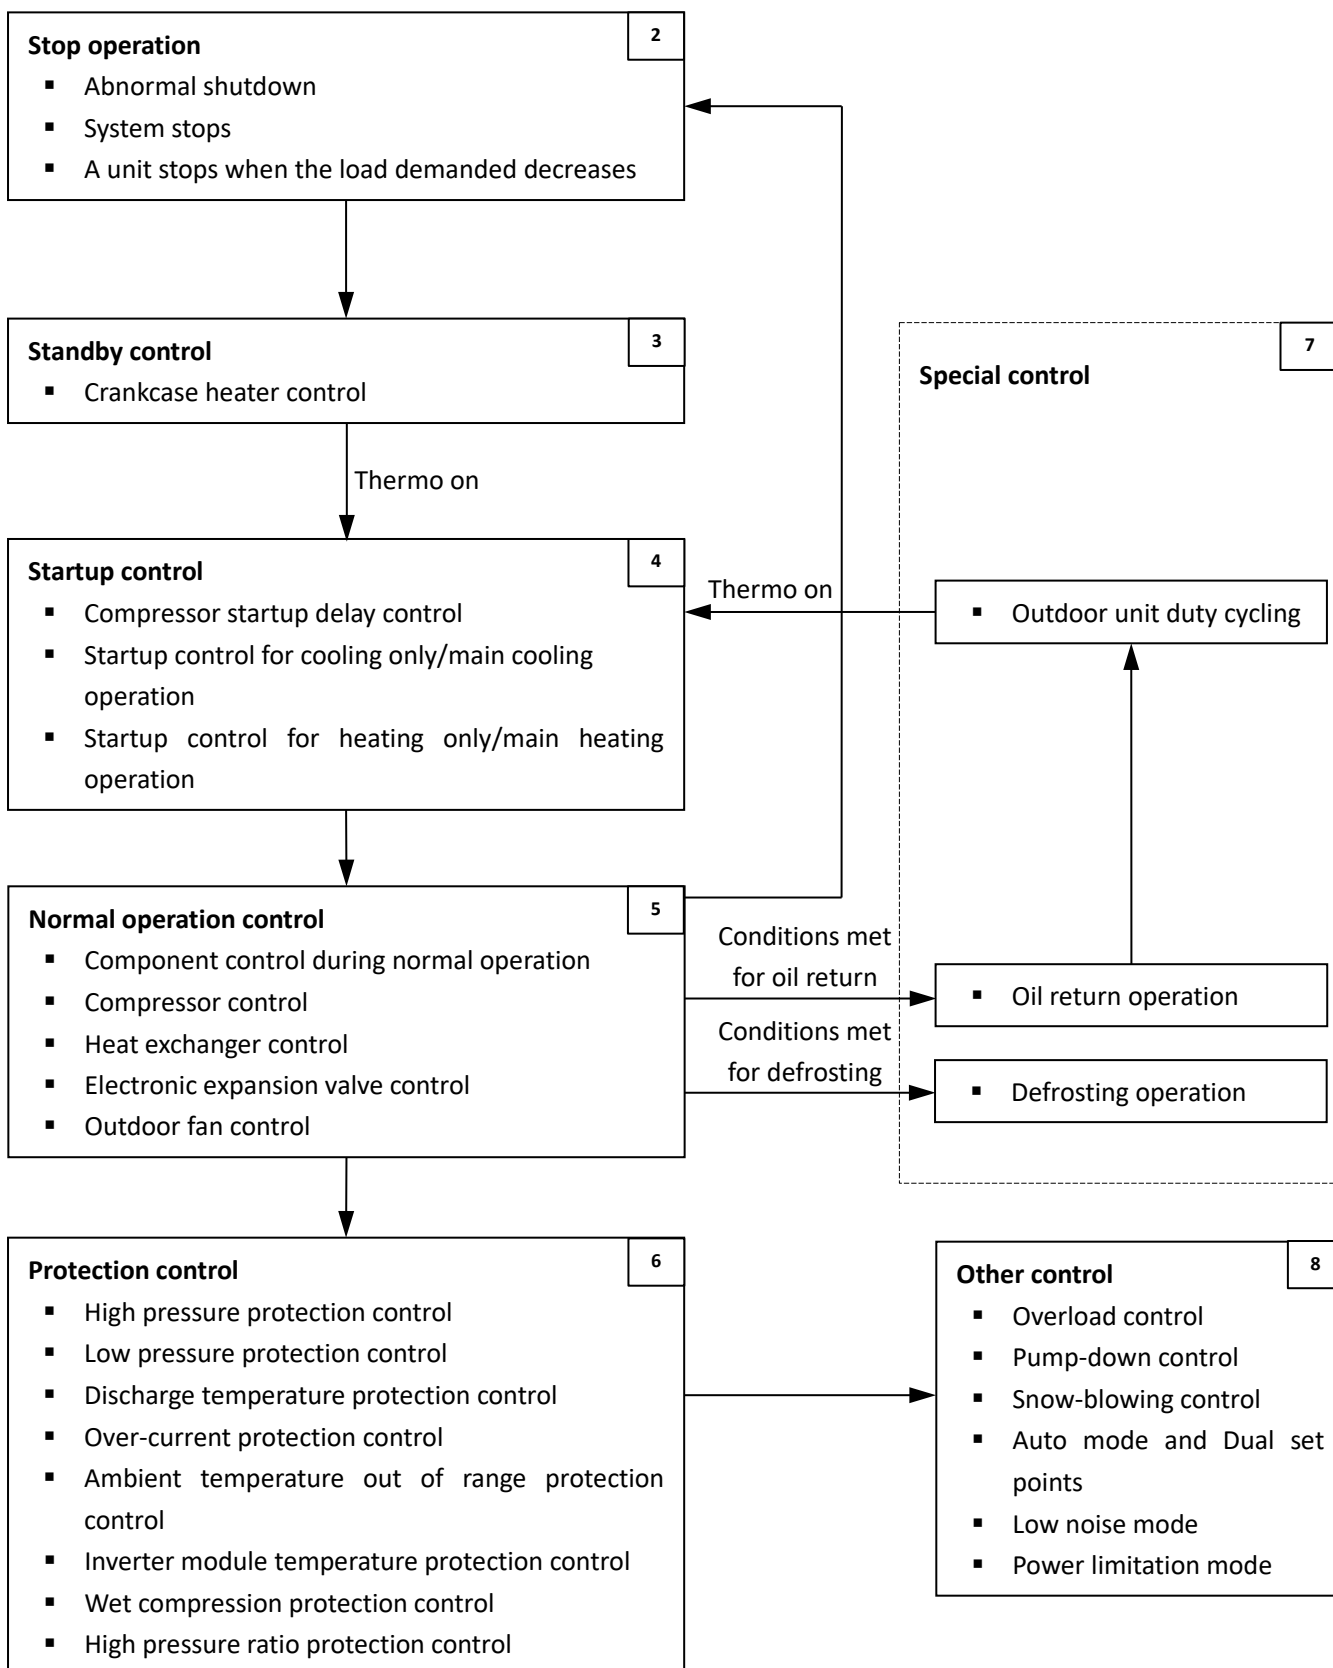 2
Stop operation
▪ Abnormal shutdown
▪ System stops
▪ A unit stops when the load demanded decreases
3
Standby control
▪ Crankcase heater control
Thermo on
4
Startup control
▪ Compressor startup delay control
▪ Startup control for cooling only/main cooling
operation
▪ Startup control for heating only/main heating
operation
5
Normal operation control
▪ Component control during normal operation
▪ Compressor control
▪ Heat exchanger control
▪ Electronic expansion valve control
▪ Outdoor fan control
Conditions met
for oil return
Conditions met
for defrosting
7
Special control
Thermo on
▪ Outdoor unit duty cycling
▪ Oil return operation
▪ Defrosting operation
6
Protection control
▪ High pressure protection control
▪ Low pressure protection control
▪ Discharge temperature protection control
▪ Over-current protection control
▪ Ambient temperature out of range protection
control
▪ Inverter module temperature protection control
▪ Wet compression protection control
▪ High pressure ratio protection control
8
Other control
▪ Overload control
▪ Pump-down control
▪ Snow-blowing control
▪ Auto mode and Dual set
points
▪ Low noise mode
▪ Power limitation mode